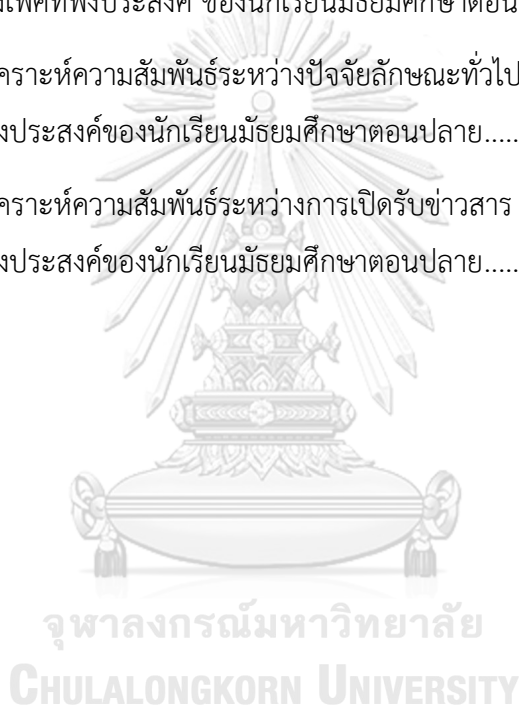 ศที่พึงประสงค์ ของนักเรียนมัธยมศึกษาตอน
คราะห์ความสัมพันธ์ระหว่างปัจจัยลักษณะทั่วไป
งประสงค์ของนักเรียนมัธยมศึกษาตอนปลาย.....
คราะห์ความสัมพันธ์ระหว่างการเปิดรับข่าวสาร
งประสงค์ของนักเรียนมัธยมศึกษาตอนปลาย.....
จุฬาลงกรณ์มหาวิทยาลัย
CHULALONGKORN UNIVERSITY